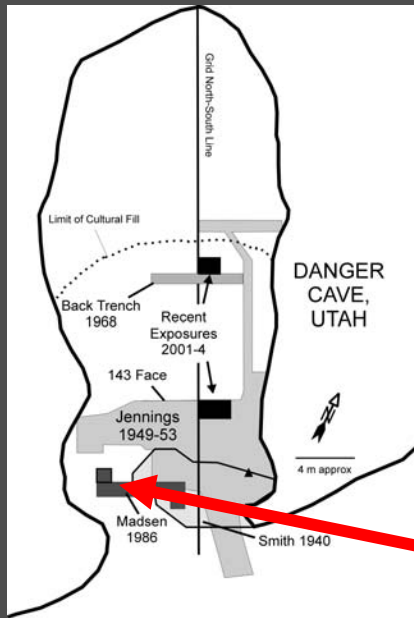 Grid North-South Line
Limit of Cultural Fill
DANGER
CAVE,
UTAH
Back Trench
1968
Recent
Exposures
2001-4
143 Face
Jennings
1949-53
N
4 m approx
Madsen
1986
Smith 1940